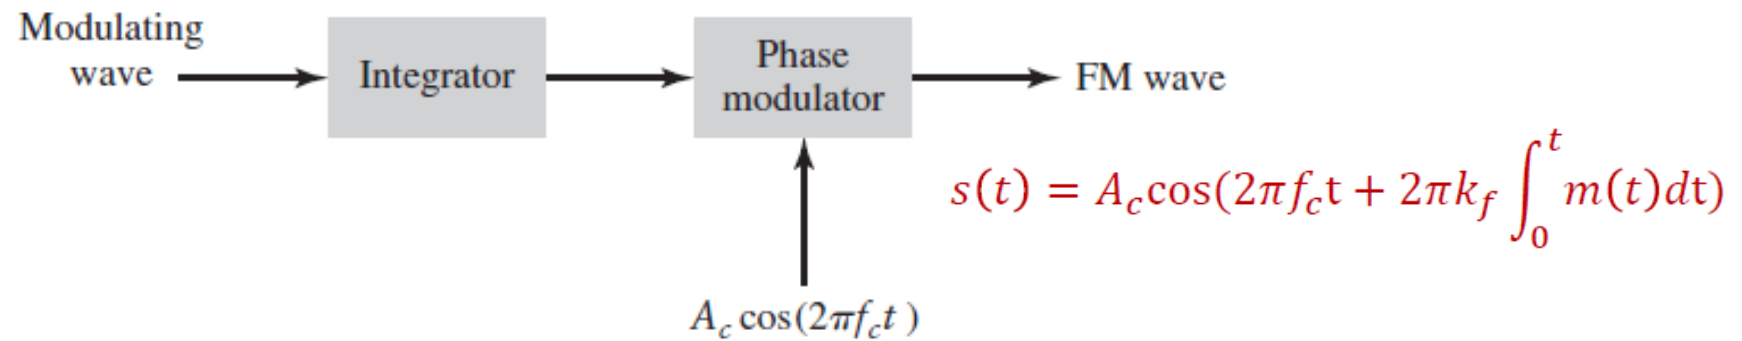 Modulating
wave
Integrator
Phase
modulator
FM wave
s(t) = A_c cos(2πf_c t + 2πk_f ∫_0^t m(t)dt)
A_c cos(2πf_c t )